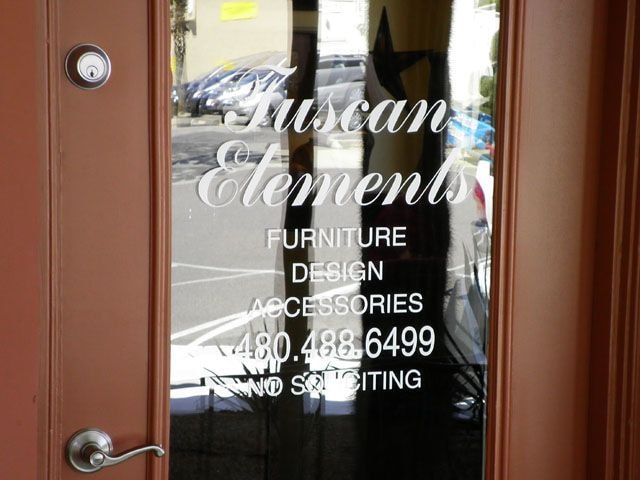 Tuscan
Elements
FURNITURE
DESIGN
ACCESSORIES
480.488.6499
NO SOLICITING